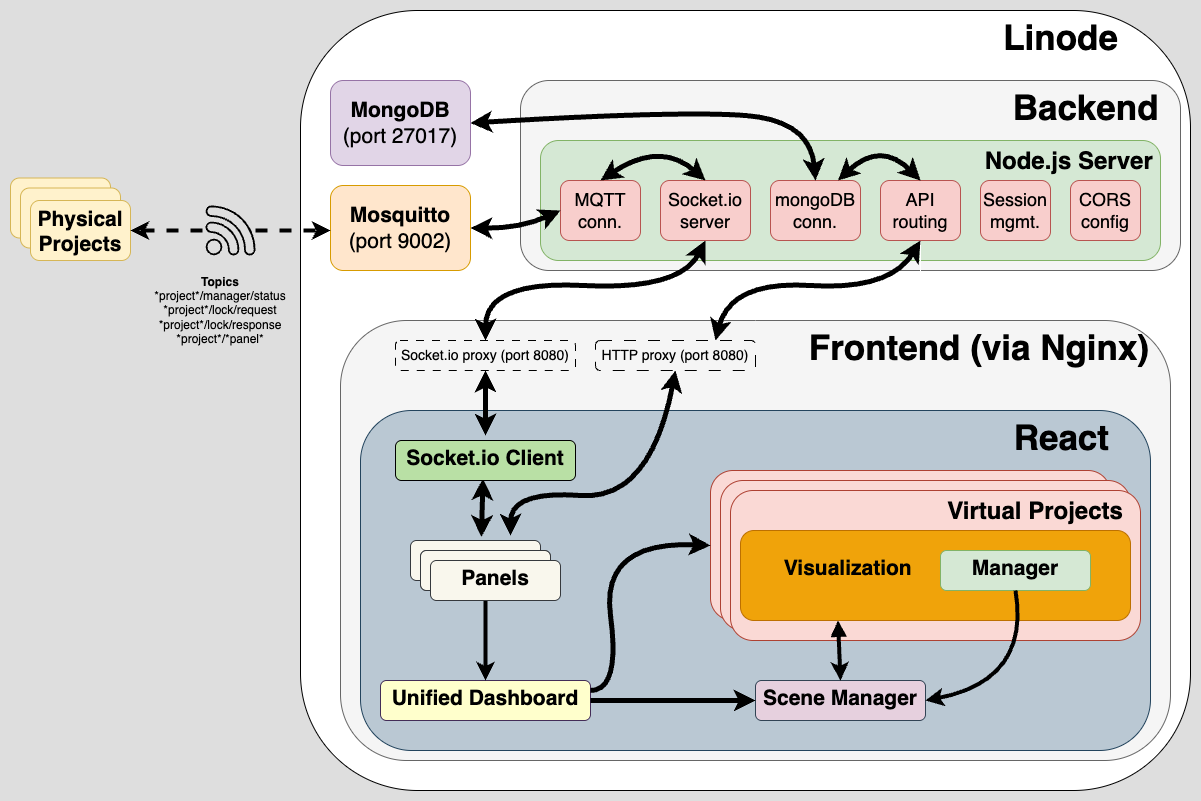 Linode
MongoDB
(port 27017)
Backend
Node.js Server
MQTT
conn.
Socket.io
server
mongoDB
conn.
API
routing
Session
mgmt.
CORS
config
Physical
Projects
Mosquitto
(port 9002)
Topics
*project*/manager/status
*project*/lock/request
*project*/lock/response
*project*/*panel*
Frontend (via Nginx)
Socket.io proxy (port 8080)
HTTP proxy (port 8080)
React
Socket.io Client
Virtual Projects
Visualization
Manager
Panels
Unified Dashboard
Scene Manager